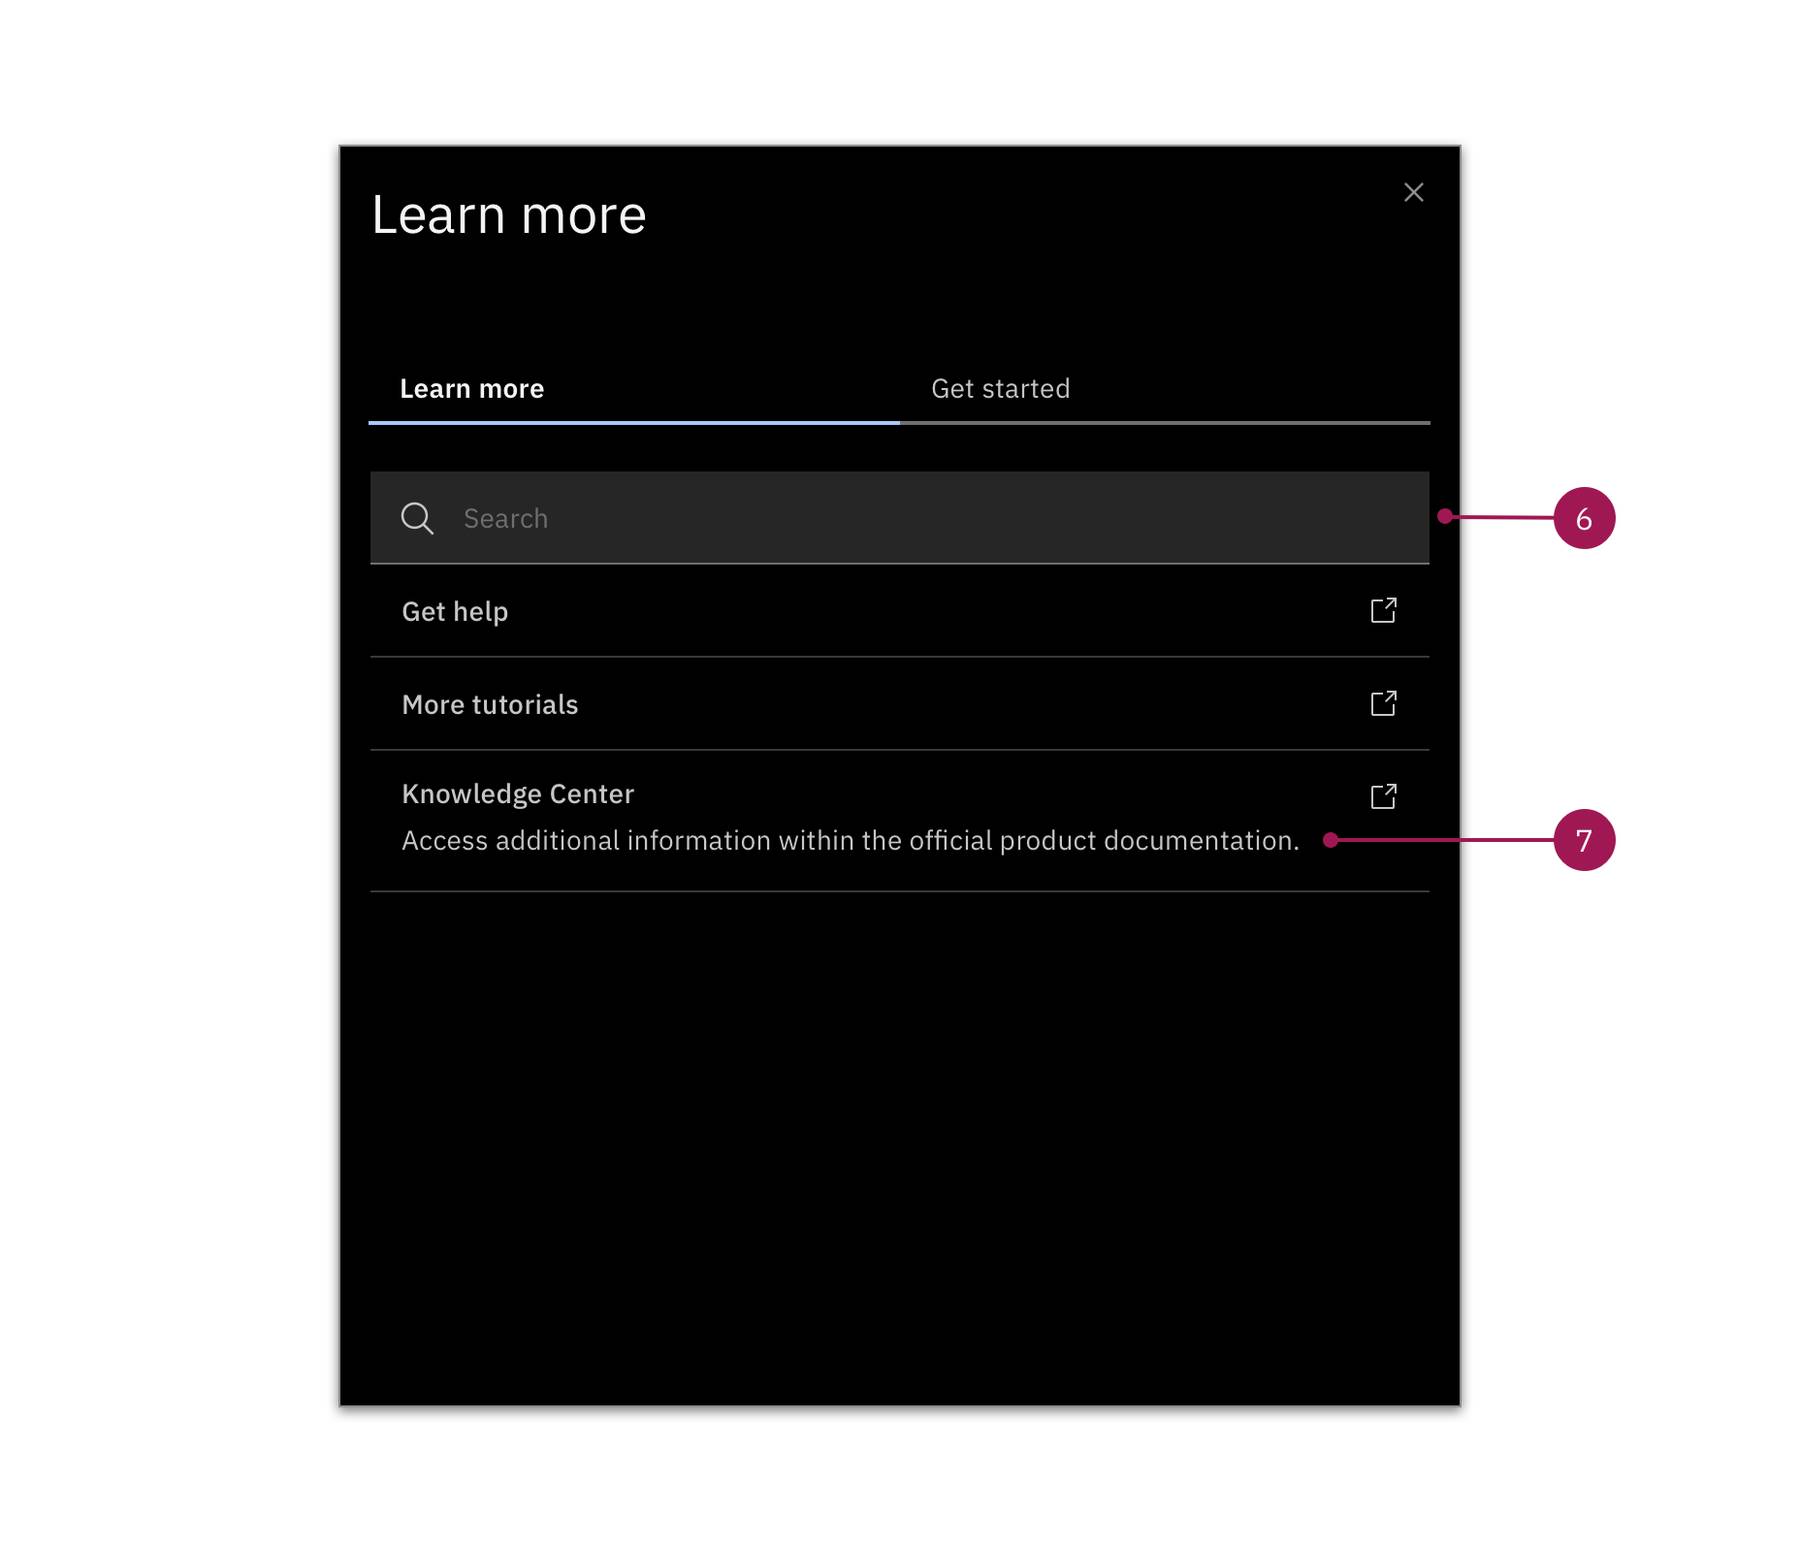 Learn more
Learn more
Get started
Search
6
Get help
More tutorials
Knowledge Center
Access additional information within the official product documentation.
7